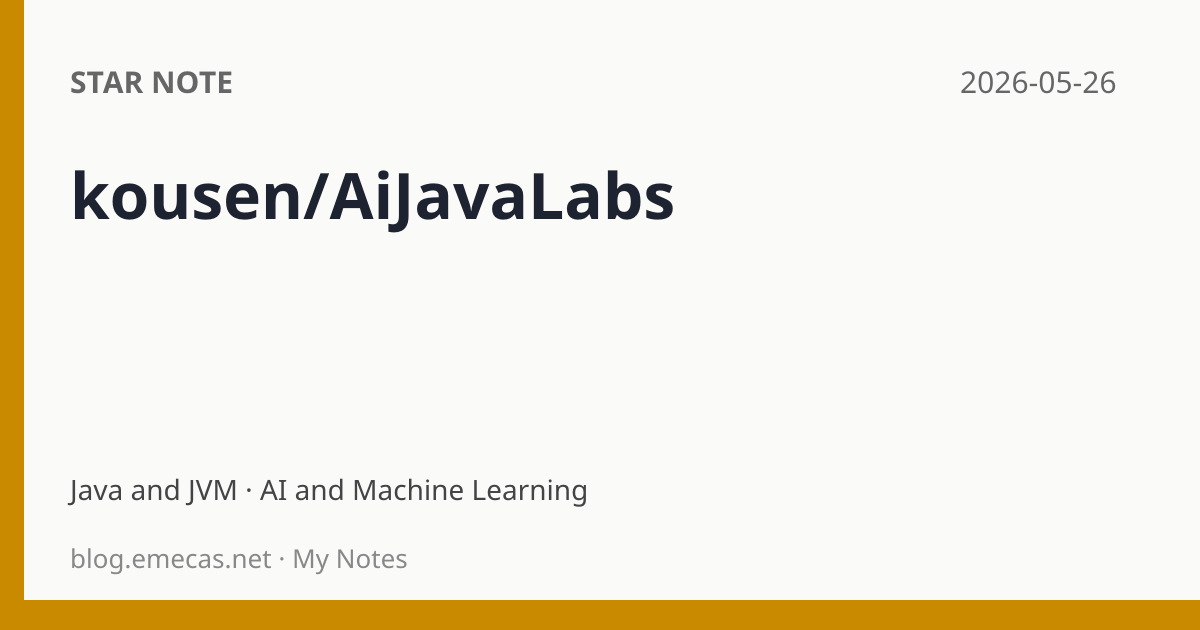 STAR NOTE
2026-05-26
kousen/AiJavaLabs
Java and JVM · AI and Machine Learning
blog.emecas.net · My Notes